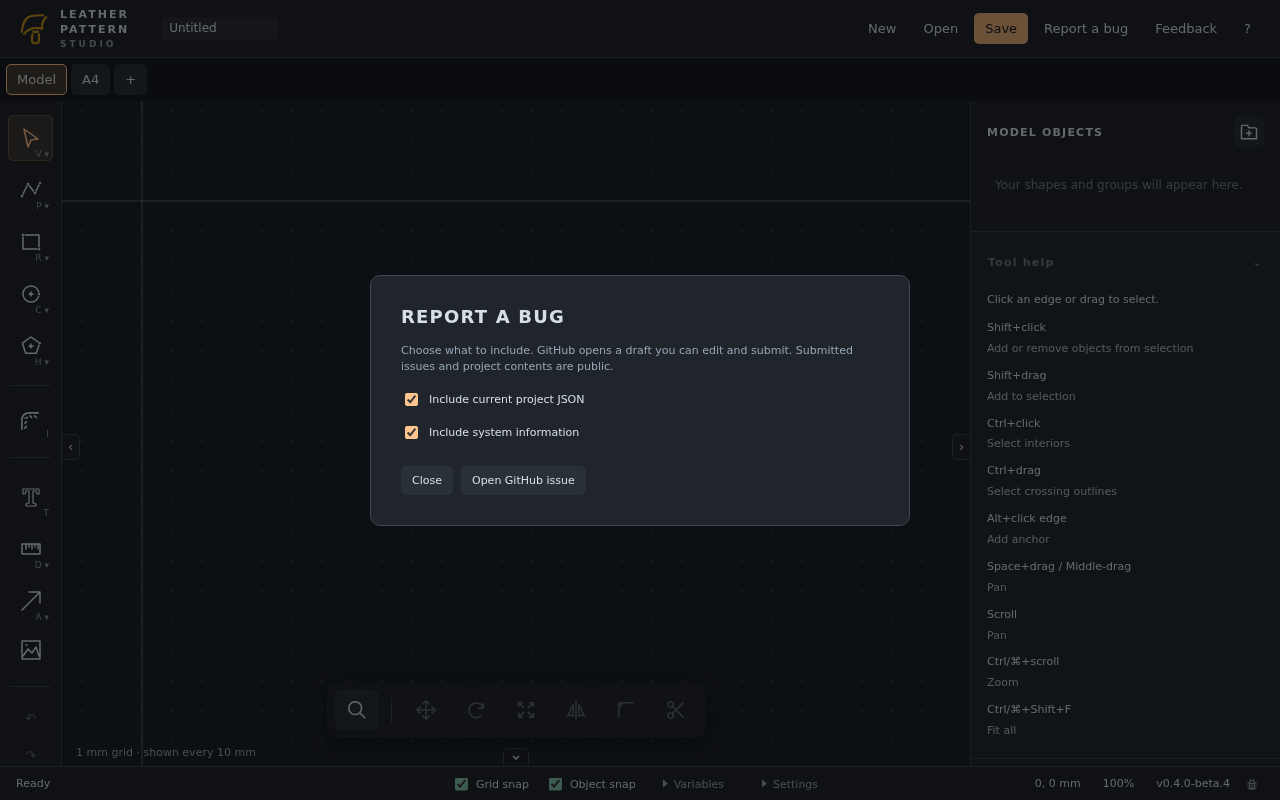 LEATHER
PATTERN
STUDIO
Untitled
New
Open
Save
Report a bug
Feedback
?
Model
A4
+
V ▾
P ▾
R ▾
C ▾
H ▾
I
T
D ▾
A ▾
MODEL OBJECTS
Your shapes and groups will appear here.
Tool help
Click an edge or drag to select.
Shift+click
Add or remove objects from selection
Shift+drag
Add to selection
Ctrl+click
Select interiors
Ctrl+drag
Select crossing outlines
Alt+click edge
Add anchor
Space+drag / Middle-drag
Pan
Scroll
Pan
Ctrl/⌘+scroll
Zoom
Ctrl/⌘+Shift+F
Fit all
REPORT A BUG
Choose what to include. GitHub opens a draft you can edit and submit. Submitted
issues and project contents are public.
Include current project JSON
Include system information
Close
Open GitHub issue
1 mm grid · shown every 10 mm
Ready
Grid snap
Object snap
Variables
Settings
0, 0 mm
100%
v0.4.0-beta.4